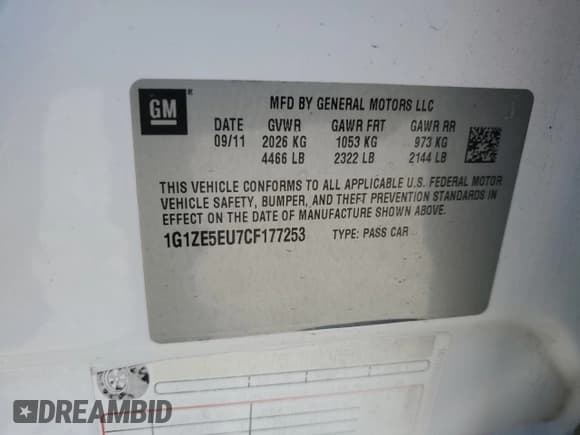 GM
MFD BY GENERAL MOTORS LLC
DATE GVWR GAWR FRT GAWR RR
09/11 2026 KG 1053 KG 973 KG
4466 LB 2322 LB 2144 LB
THIS VEHICLE CONFORMS TO ALL APPLICABLE U.S. FEDERAL MOTOR
VEHICLE SAFETY, BUMPER, AND THEFT PREVENTION STANDARDS IN
EFFECT ON THE DATE OF MANUFACTURE SHOWN ABOVE.
1G1ZE5EU7CF177253 TYPE: PASS CAR
DREAMBID